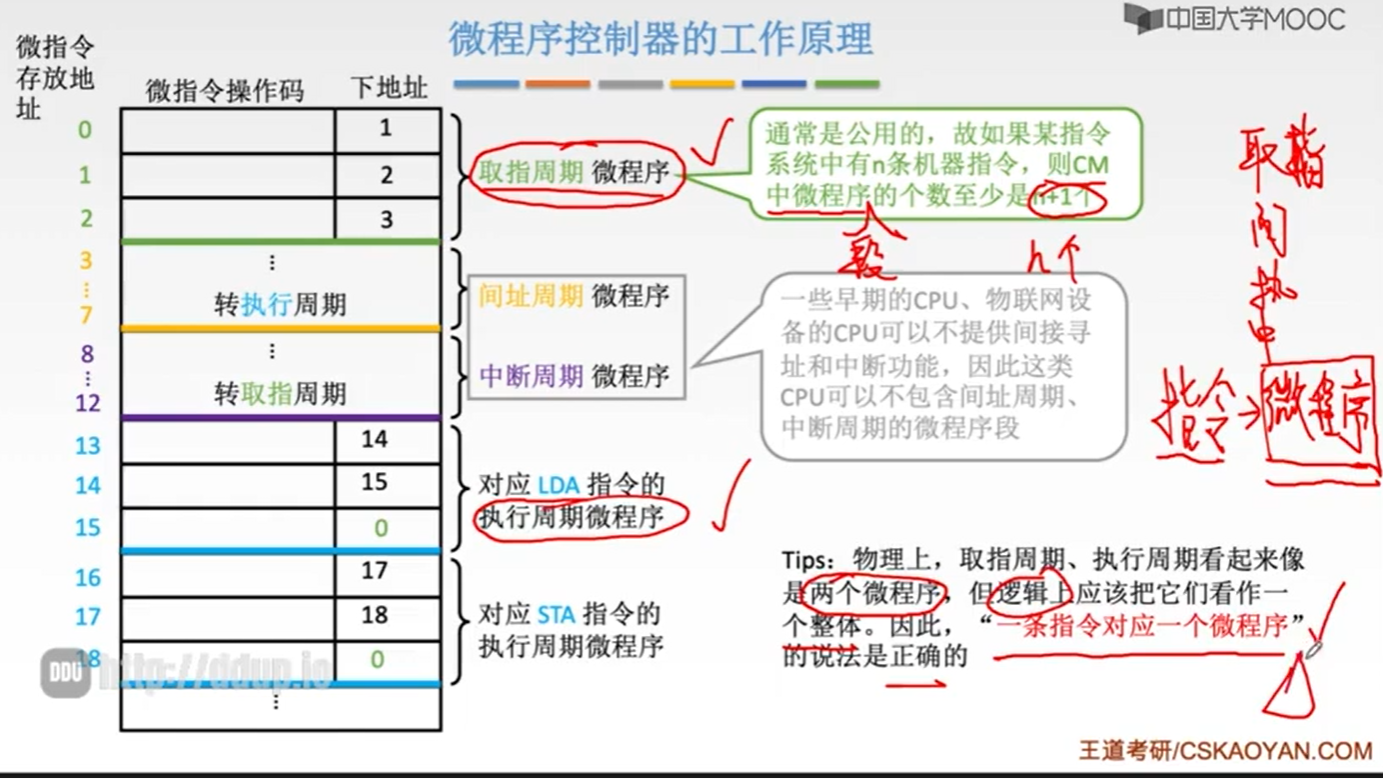 中国大学MOOC
微程序控制器的工作原理
微指令
存放地
址
微指令操作码
下地址
0
1
1
2
2
3
取指周期 微程序
通常是公用的，故如果某指令
系统中有n条机器指令，则CM
中微程序的个数至少是n+1个
段
n个
取指
间
执
中
指令→微程序
3
⋮
7
⋮
转执行周期
间址周期 微程序
8
⋮
12
⋮
转取指周期
中断周期 微程序
一些早期的CPU、物联网设
备的CPU可以不提供间接寻
址和中断功能，因此这类
CPU可以不包含间址周期、
中断周期的微程序段
13
14
14
15
15
0
对应 LDA 指令的
执行周期微程序
16
17
17
18
18
0
对应 STA 指令的
执行周期微程序
⋮
Tips：物理上，取指周期、执行周期看起来像
是两个微程序，但逻辑上应该把它们看作一
个整体。因此，“一条指令对应一个微程序”
的说法是正确的
DDU http://ddup.io
王道考研/CSKAOYAN.COM